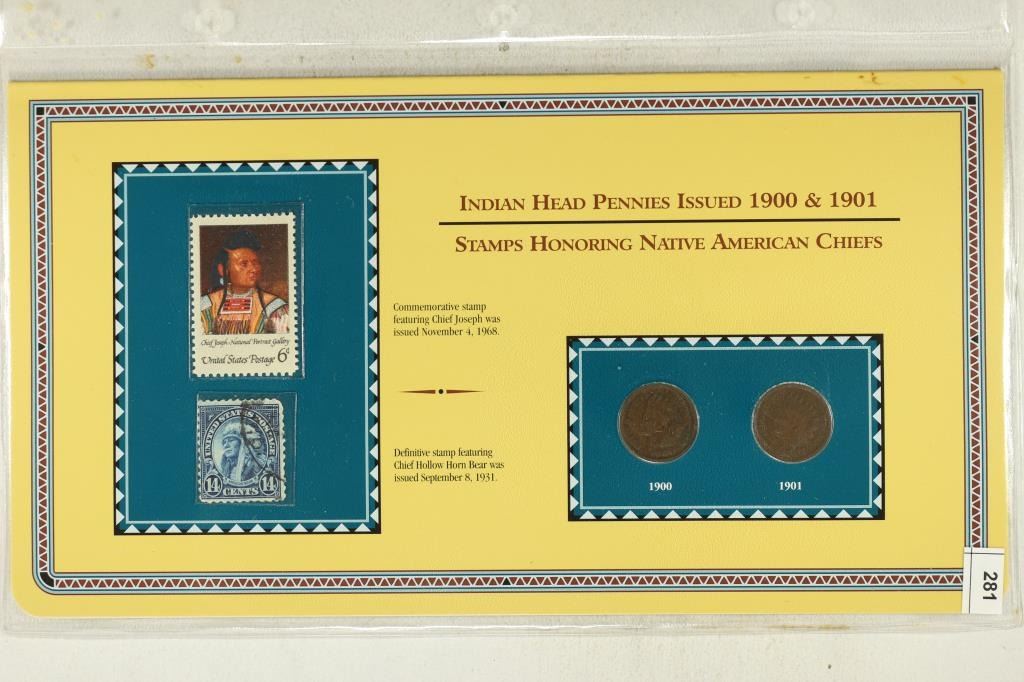 INDIAN HEAD PENNIES ISSUED 1900 & 1901
STAMPS HONORING NATIVE AMERICAN CHIEFS
Chief Joseph-National Portrait Gallery
United States Postage 6¢
Commemorative stamp
featuring Chief Joseph was
issued November 4, 1968.
UNITED STATES POSTAGE
14 CENTS 14
Definitive stamp featuring
Chief Hollow Horn Bear was
issued September 8, 1931.
1900 1901
281